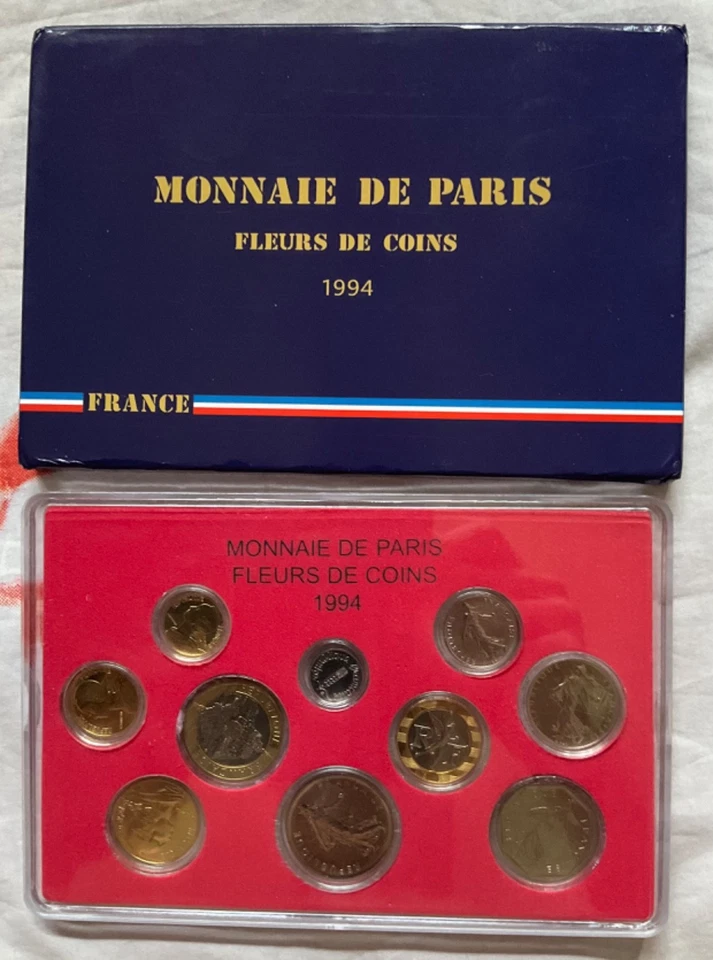 MONNAIE DE PARIS
FLEURS DE COINS
1994
FRANCE
MONNAIE DE PARIS
FLEURS DE COINS
1994